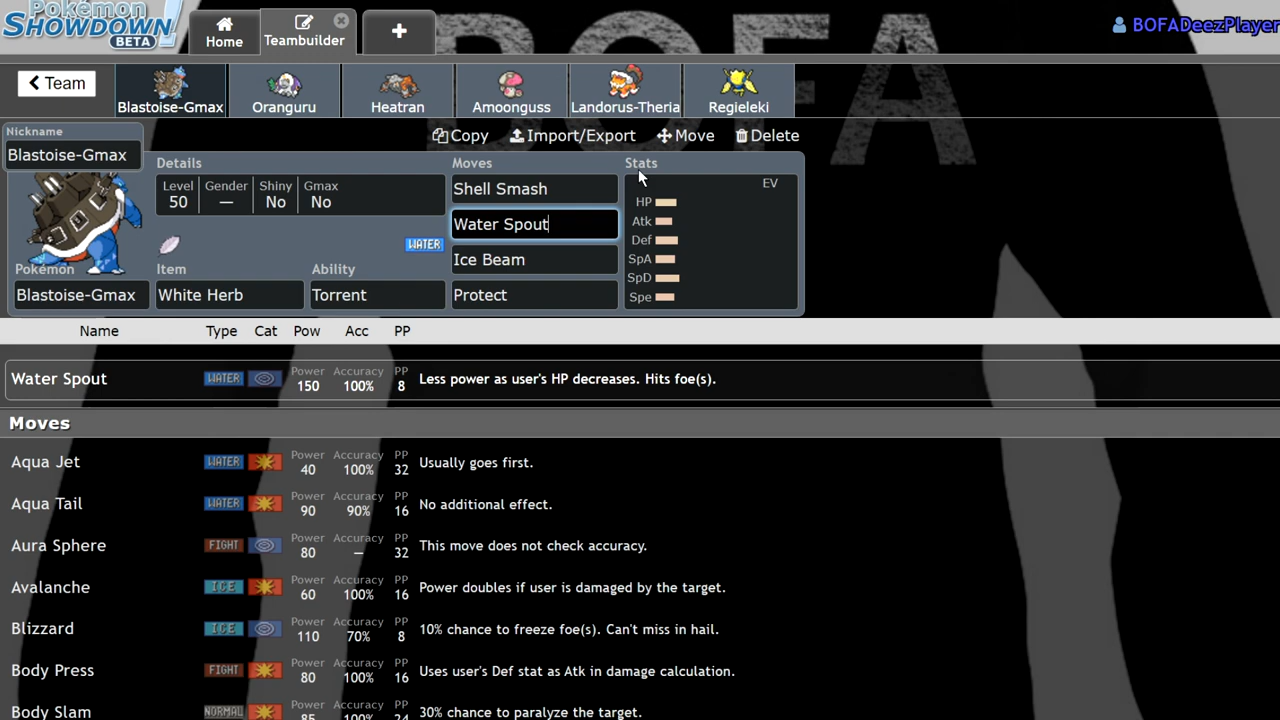 Pokémon
SHOWDOWN!
BETA
Home
Teambuilder
+
BOFADeezPlayer
BOFA
Team
Blastoise-Gmax
Oranguru
Heatran
Amoonguss
Landorus-Theria
Regieleki
Copy
Import/Export
Move
Delete
Nickname
Blastoise-Gmax
Details
Moves
Stats
Level Gender Shiny Gmax
50 — No No
Shell Smash
Water Spout
Ice Beam
Protect
EV
HP
Atk
Def
SpA
SpD
Spe
WATER
Pokémon Item Ability
Blastoise-Gmax White Herb Torrent
Name Type Cat Pow Acc PP
Water Spout WATER Power 150 Accuracy 100% PP 8 Less power as user's HP decreases. Hits foe(s).
Moves
Aqua Jet WATER Power 40 Accuracy 100% PP 32 Usually goes first.
Aqua Tail WATER Power 90 Accuracy 90% PP 16 No additional effect.
Aura Sphere FIGHT Power 80 Accuracy — PP 32 This move does not check accuracy.
Avalanche ICE Power 60 Accuracy 100% PP 16 Power doubles if user is damaged by the target.
Blizzard ICE Power 110 Accuracy 70% PP 8 10% chance to freeze foe(s). Can't miss in hail.
Body Press FIGHT Power 80 Accuracy 100% PP 16 Uses user's Def stat as Atk in damage calculation.
Body Slam NORMAL Power 85 Accuracy 100% PP 24 30% chance to paralyze the target.